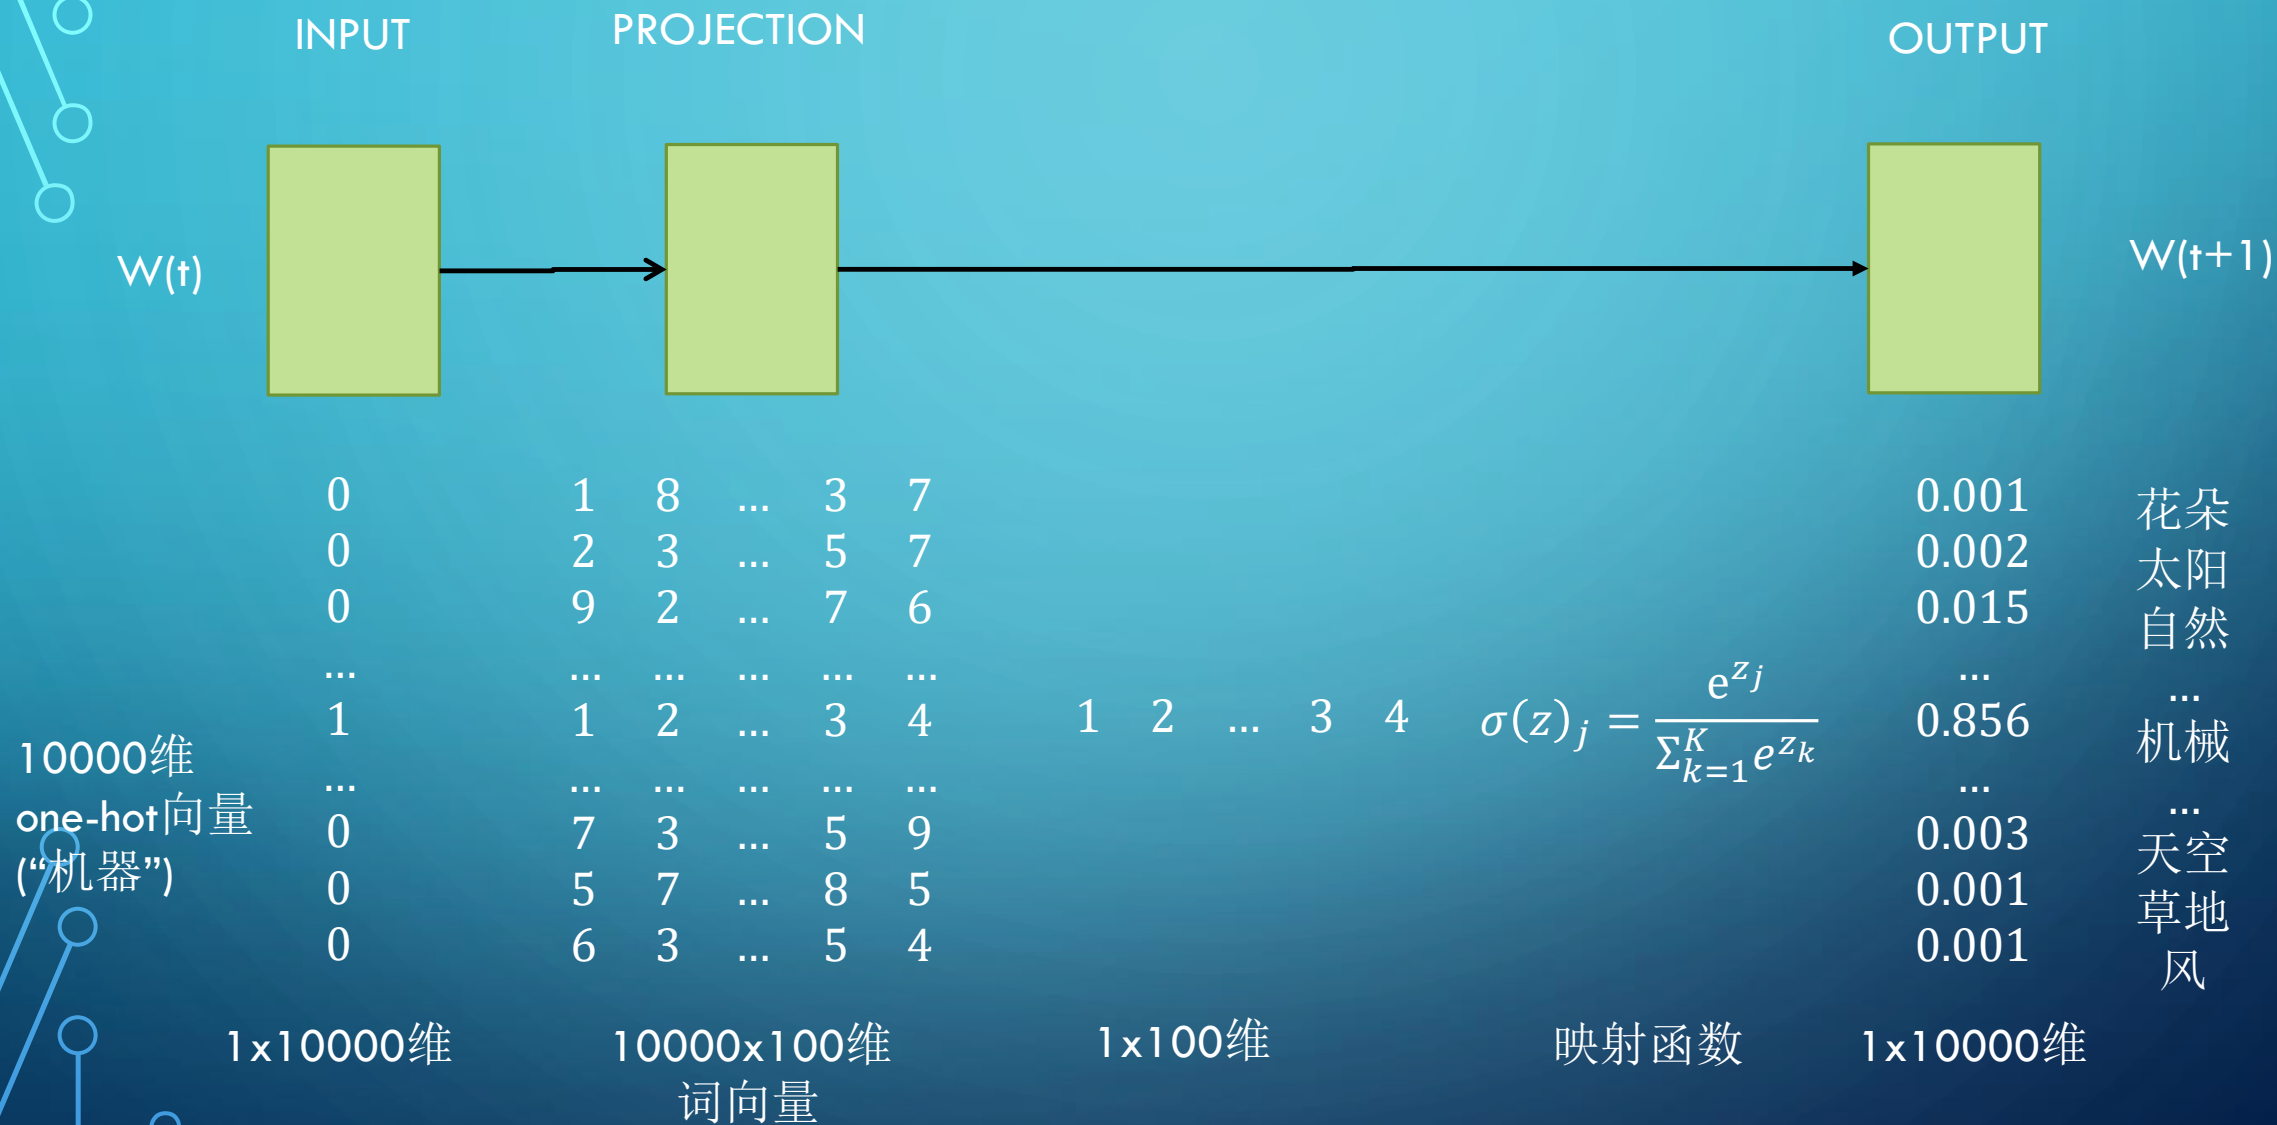 INPUT PROJECTION OUTPUT
W(t) W(t+1)
0 1 8 ... 3 7 0.001 花朵
0 2 3 ... 5 7 0.002 太阳
0 9 2 ... 7 6 0.015 自然
... ... ... ... ... ... ... ...
1 1 2 ... 3 4 1 2 ... 3 4 σ(z)_j = e^{z_j} / Σ_{k=1}^{K} e^{z_k} 0.856 机械
... ... ... ... ... ... ... ...
0 7 3 ... 5 9 0.003 天空
0 5 7 ... 8 5 0.001 草地
0 6 3 ... 5 4 0.001 风
10000维
one-hot向量
(“机器”)
1x10000维 10000x100维 1x100维 映射函数 1x10000维
词向量